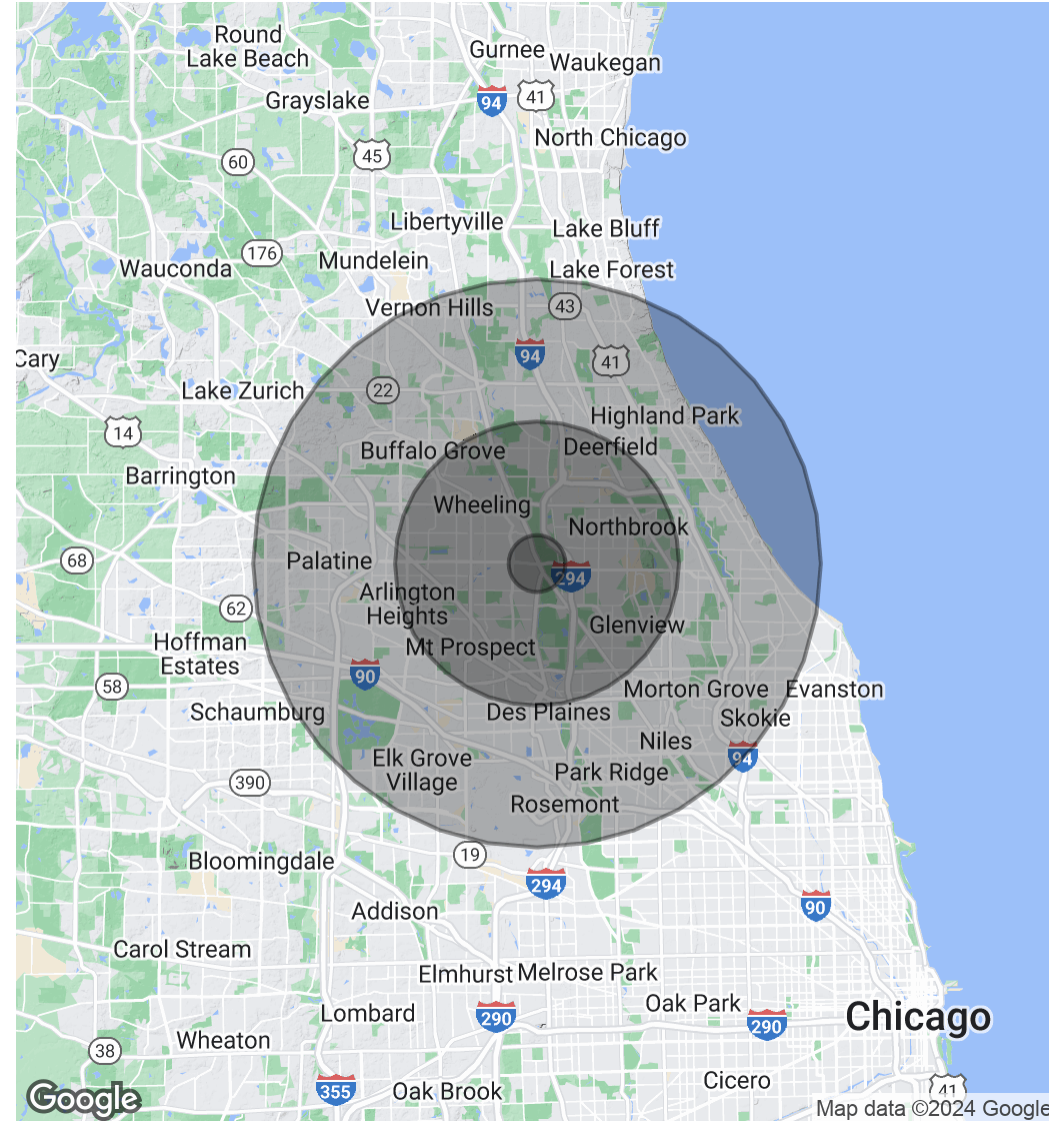 Round
Lake Beach
Gurnee
Waukegan
Grayslake
94
41
North Chicago
45
60
Libertyville
Lake Bluff
176
Mundelein
Wauconda
Lake Forest
Vernon Hills
43
Cary
94
41
Lake Zurich
22
14
Highland Park
Buffalo Grove
Deerfield
Barrington
Wheeling
Northbrook
68
Palatine
294
Arlington
Heights
62
Glenview
Hoffman
Estates
Mt Prospect
90
58
Morton Grove
Evanston
Schaumburg
Des Plaines
Skokie
Niles
94
Elk Grove
Village
Park Ridge
390
Rosemont
19
Bloomingdale
294
90
Addison
Carol Stream
Elmhurst
Melrose Park
Oak Park
Lombard
290
290
Chicago
Wheaton
38
Cicero
355
Oak Brook
41
Google
Map data ©2024 Google